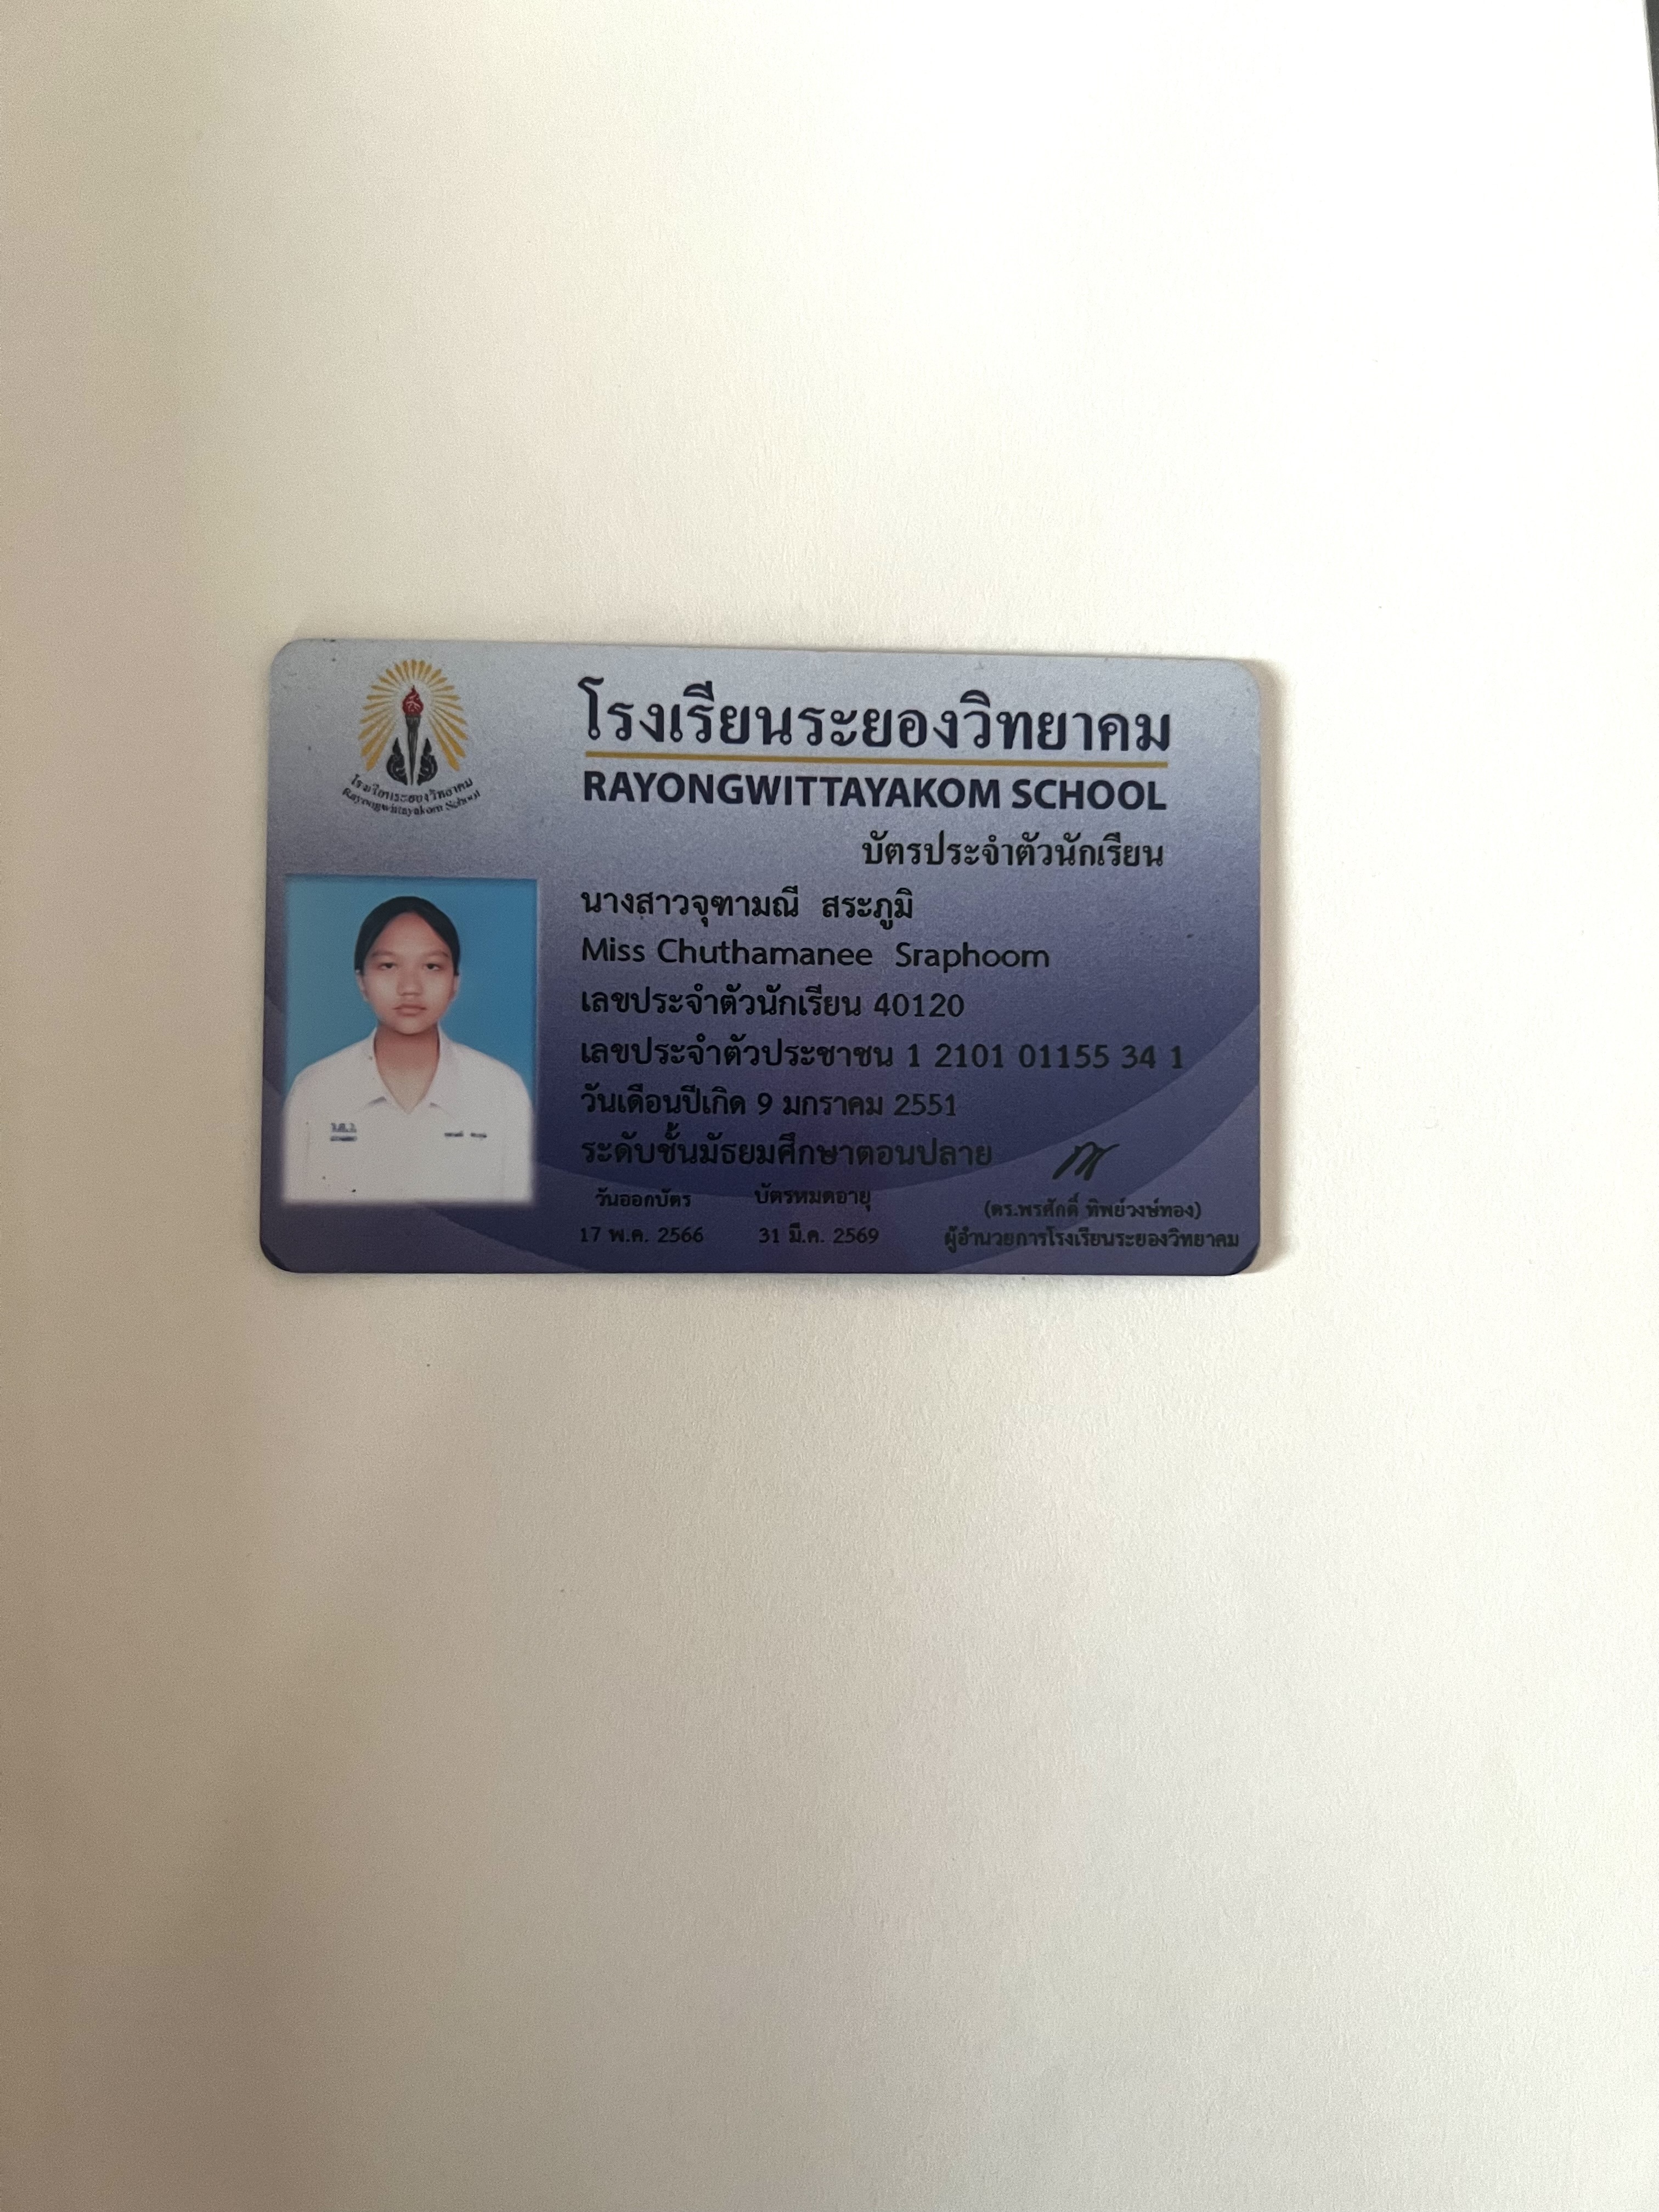 โรงเรียนระยองวิทยาคม
Rayongwittayakom School
โรงเรียนระยองวิทยาคม
RAYONGWITTAYAKOM SCHOOL
บัตรประจำตัวนักเรียน
นางสาวจุฑามณี สระภูมิ
Miss Chuthamanee Sraphoom
เลขประจำตัวนักเรียน 40120
เลขประจำตัวประชาชน 1 2101 01155 34 1
วันเดือนปีเกิด 9 มกราคม 2551
ระดับชั้นมัธยมศึกษาตอนปลาย
วันออกบัตร บัตรหมดอายุ
17 พ.ค. 2566 31 มี.ค. 2569
(ดร.พรศักดิ์ ทิพย์วงษ์ทอง)
ผู้อำนวยการโรงเรียนระยองวิทยาคม